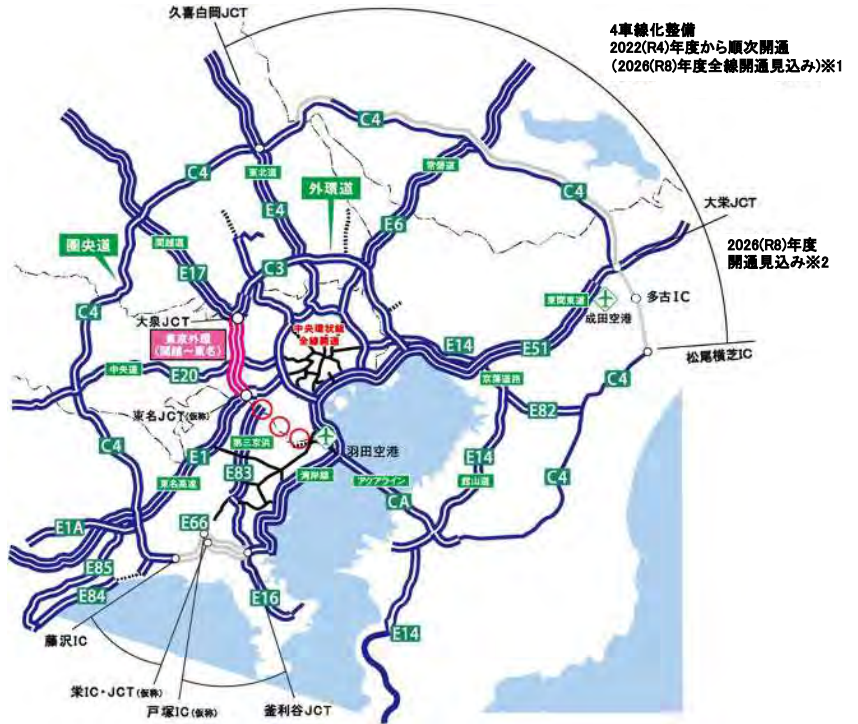 久喜白岡JCT
4車線化整備
2022(R4)年度から順次開通
(2026(R8)年度全線開通見込み)※1
C4
C4
東北道
常磐道
C4
C4
外環道
大栄JCT
E4
E6
圏央道
関越道
2026(R8)年度
開通見込み※2
E17
C3
東関東道
多古IC
成田空港
C4
大泉JCT
中央環状線
全線開通
東京外環
(関越~東名)
E14
E51
松尾横芝IC
中央道
E20
京葉道路
C4
東名JCT(仮称)
E82
C4
第三京浜
羽田空港
E1
E83
E14
東名高速
湾岸線
アクアライン
館山道
C4
CA
E66
E1A
E85
E84
E16
E14
藤沢IC
栄IC・JCT(仮称)
戸塚IC(仮称)
釜利谷JCT